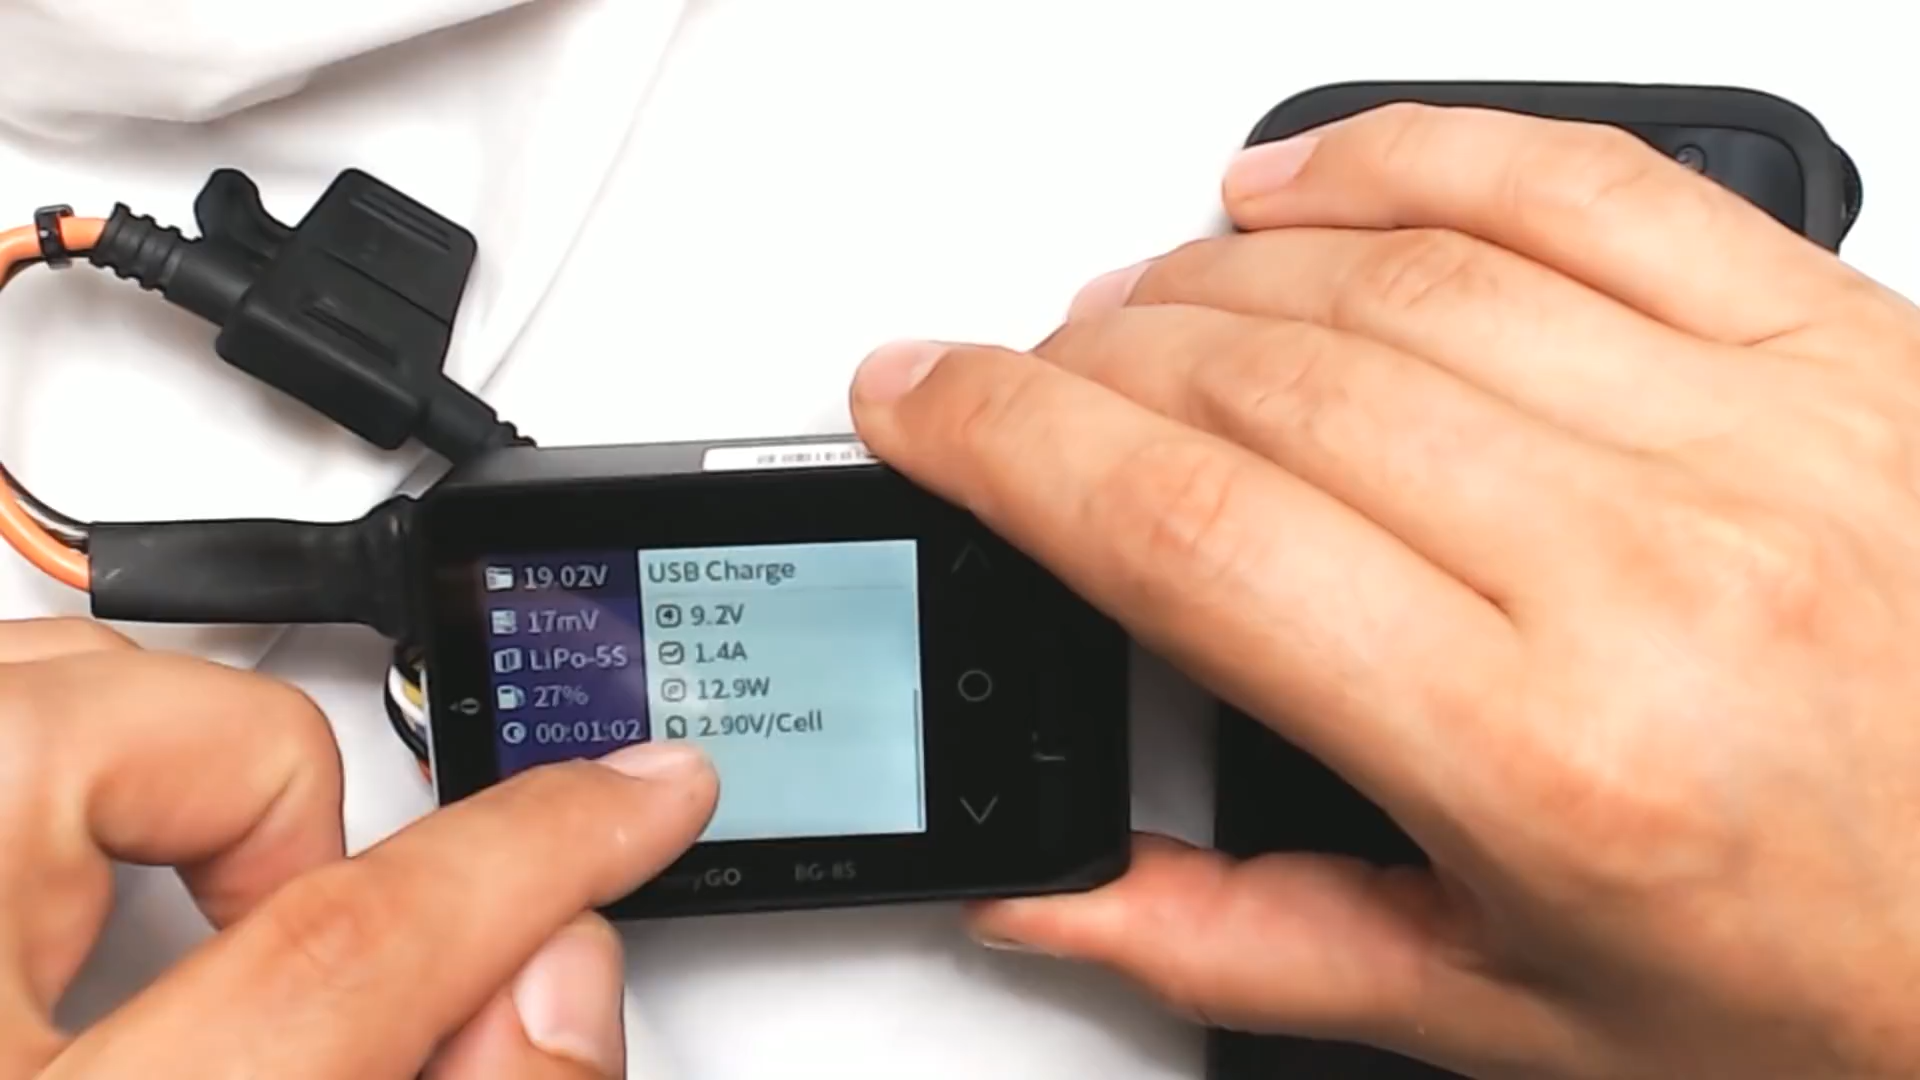 19.02V
17mV
LiPo-5S
27%
00:01:02
USB Charge
9.2V
1.4A
12.9W
2.90V/Cell
yGO
BG-8S